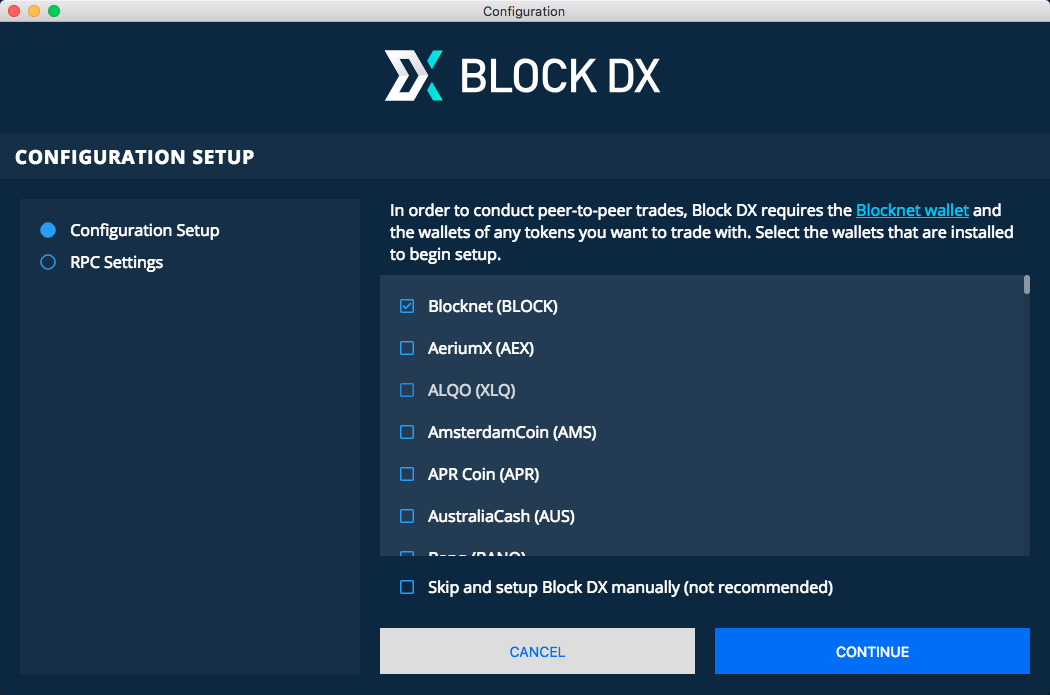 Configuration
BLOCK DX
CONFIGURATION SETUP
Configuration Setup
RPC Settings
In order to conduct peer-to-peer trades, Block DX requires the Blocknet wallet and
the wallets of any tokens you want to trade with. Select the wallets that are installed
to begin setup.
Blocknet (BLOCK)
AeriumX (AEX)
ALQO (XLQ)
AmsterdamCoin (AMS)
APR Coin (APR)
AustraliaCash (AUS)
Skip and setup Block DX manually (not recommended)
CANCEL
CONTINUE